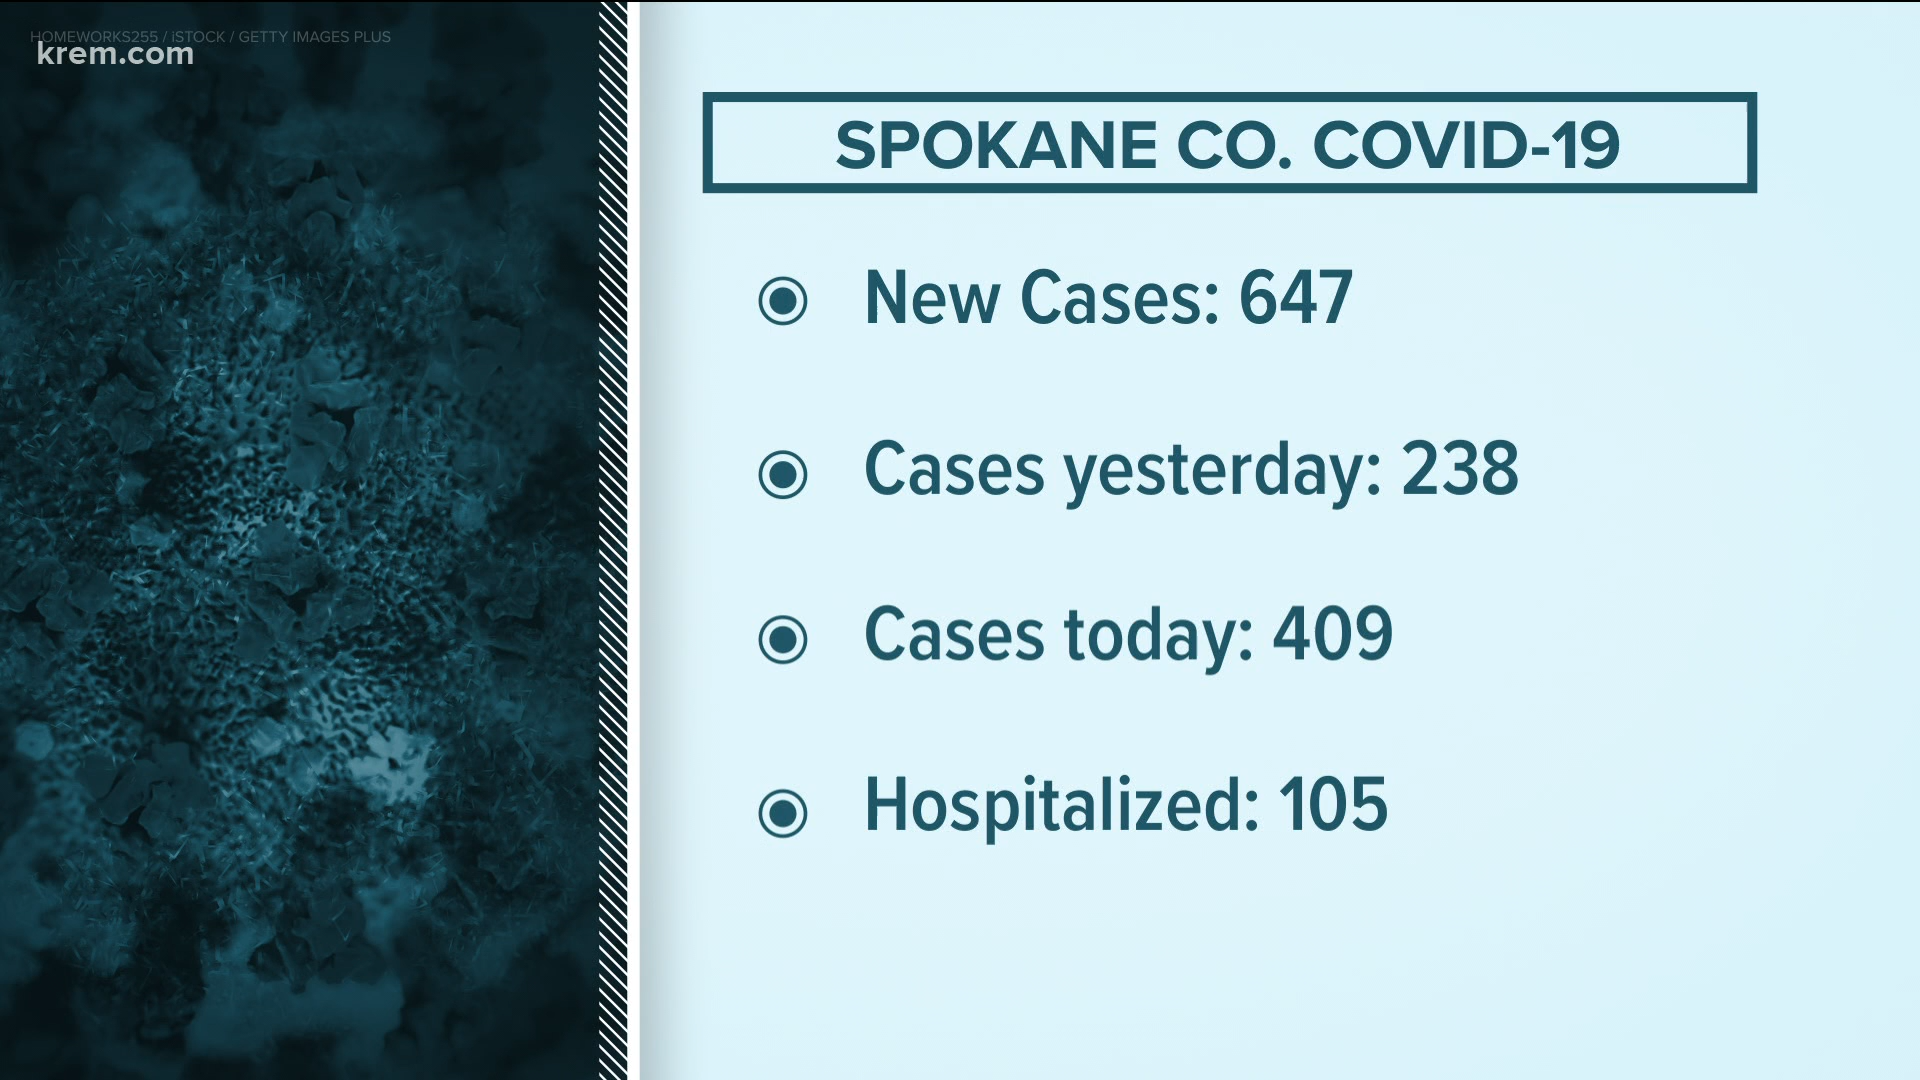 HOMEWORKS255 / iSTOCK / GETTY IMAGES PLUS
krem.com
SPOKANE CO. COVID-19
New Cases: 647
Cases yesterday: 238
Cases today: 409
Hospitalized: 105